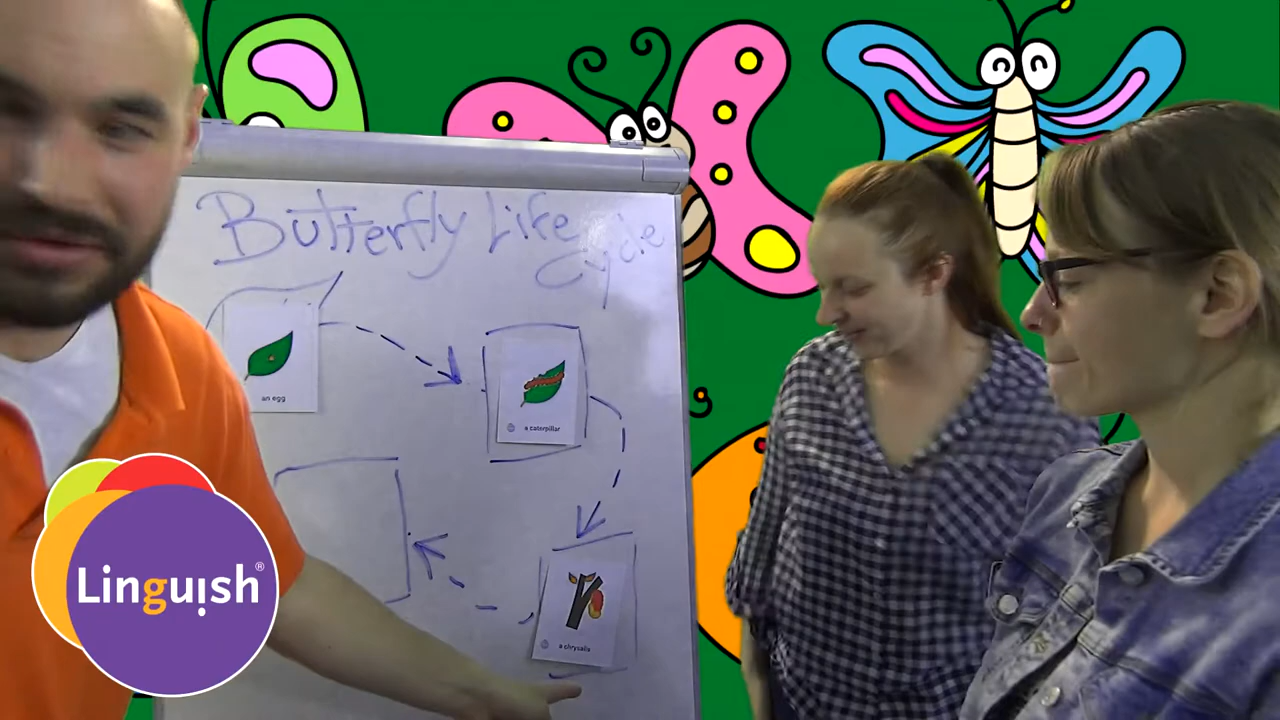 Butterfly Life
Cycle
an egg
a caterpillar
a chrysalis
Linguish®